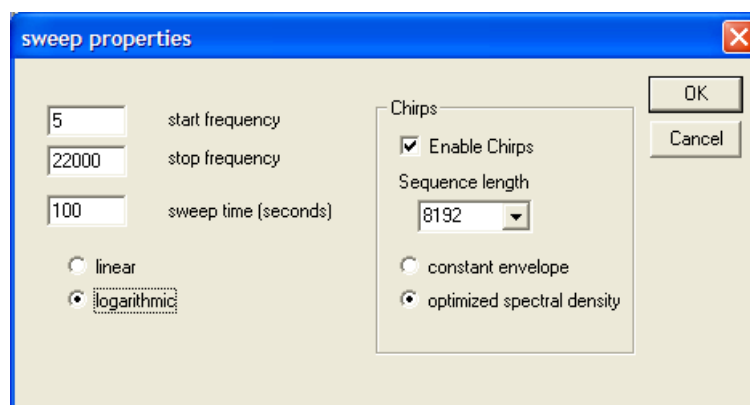 sweep properties
5 start frequency
22000 stop frequency
100 sweep time (seconds)
linear
logarithmic
Chirps
Enable Chirps
Sequence length
8192
constant envelope
optimized spectral density
OK
Cancel